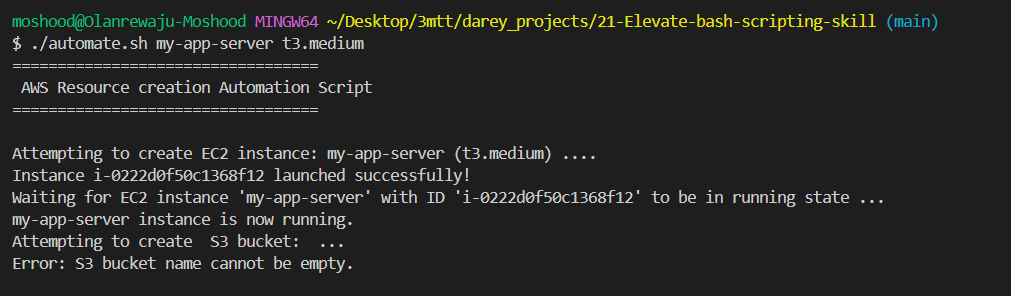 moshood@Olanrewaju-Moshood MINGW64 ~/Desktop/3mtt/darey_projects/21-Elevate-bash-scripting-skill (main)
$ ./automate.sh my-app-server t3.medium
==================================
 AWS Resource creation Automation Script
==================================

Attempting to create EC2 instance: my-app-server (t3.medium) ....
Instance i-0222d0f50c1368f12 launched successfully!
Waiting for EC2 instance 'my-app-server' with ID 'i-0222d0f50c1368f12' to be in running state ...
my-app-server instance is now running.
Attempting to create  S3 bucket:  ...
Error: S3 bucket name cannot be empty.